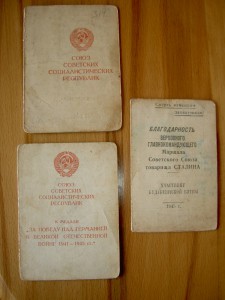 СОЮЗ
СОВЕТСКИХ
СОЦИАЛИСТИЧЕСКИХ
РЕСПУБЛИК
СОЮЗ
СОВЕТСКИХ
СОЦИАЛИСТИЧЕСКИХ
РЕСПУБЛИК
К МЕДАЛИ
„ЗА ПОБЕДУ НАД ГЕРМАНИЕЙ
В ВЕЛИКОЙ ОТЕЧЕСТВЕННОЙ
ВОЙНЕ 1941—1945 гг."
БЛАГОДАРНОСТЬ
ВЕРХОВНОГО
ГЛАВНОКОМАНДУЮЩЕГО
Маршала
Советского Союза
товарища СТАЛИНА